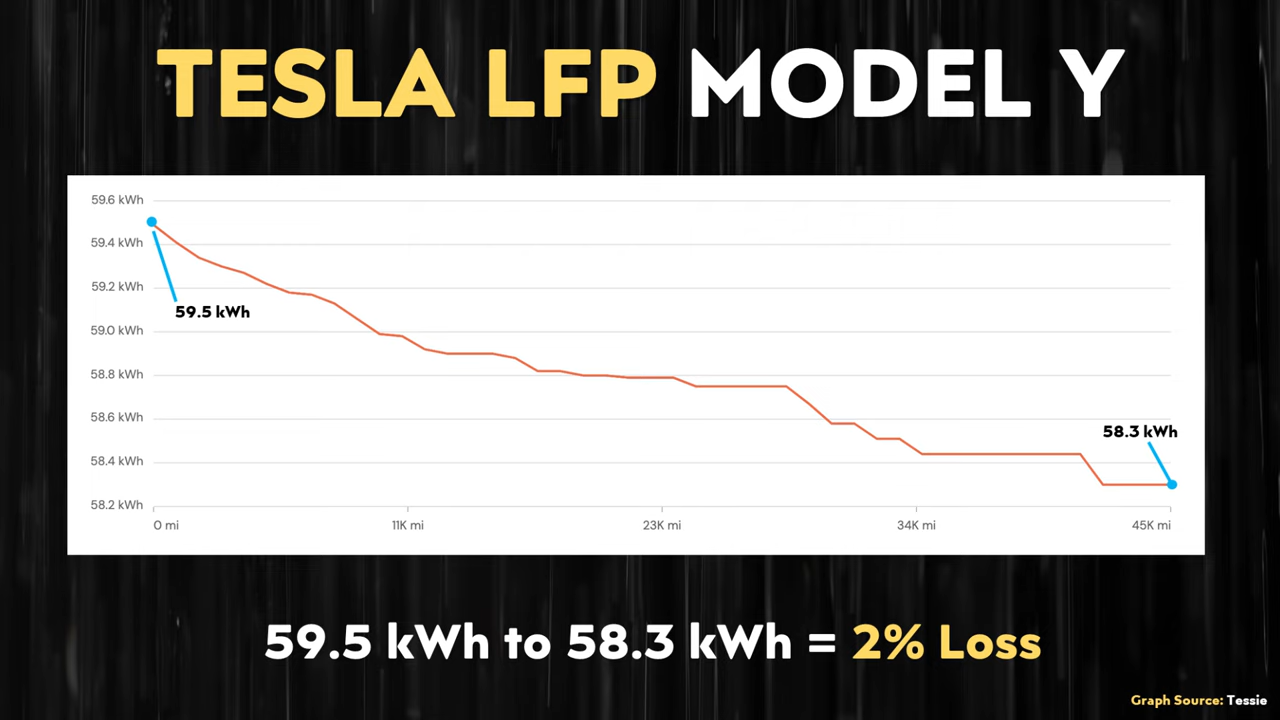 TESLA LFP MODEL Y
59.6 kWh
59.4 kWh
59.2 kWh
59.5 kWh
59.0 kWh
58.8 kWh
58.6 kWh
58.3 kWh
58.4 kWh
58.2 kWh
0 mi 11K mi 23K mi 34K mi 45K mi
59.5 kWh to 58.3 kWh = 2% Loss
Graph Source: Tessie